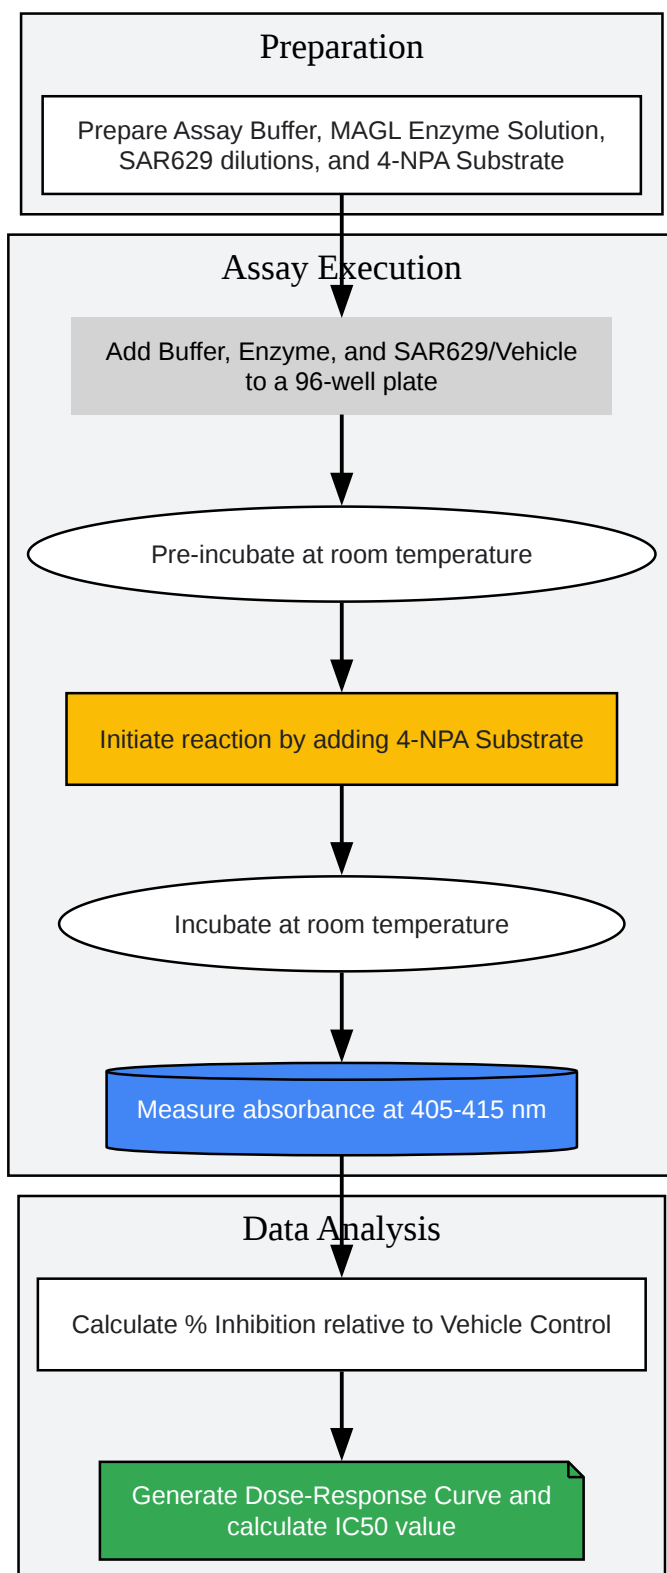 Preparation
Prepare Assay Buffer, MAGL Enzyme Solution,
SAR629 dilutions, and 4-NPA Substrate
Assay Execution
Add Buffer, Enzyme, and SAR629/Vehicle
to a 96-well plate
Pre-incubate at room temperature
Initiate reaction by adding 4-NPA Substrate
Incubate at room temperature
Measure absorbance at 405-415 nm
Data Analysis
Calculate % Inhibition relative to Vehicle Control
Generate Dose-Response Curve and
calculate IC50 value